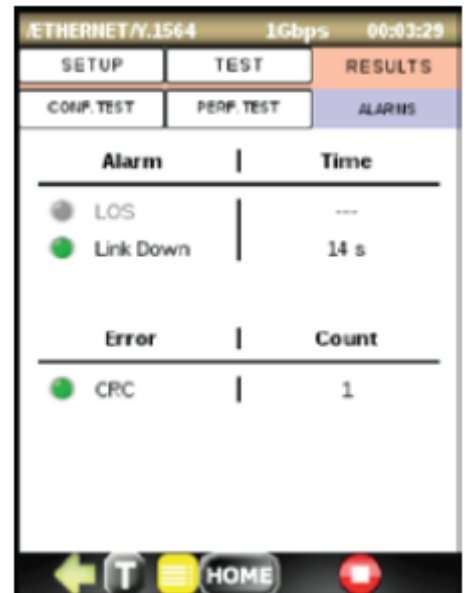 /ETHERNET/Y.1564 1Gbps 00:03:29
SETUP TEST RESULTS
CONF. TEST PERF. TEST ALARMS
Alarm | Time
LOS ---
Link Down 14 s
Error | Count
CRC | 1
T HOME